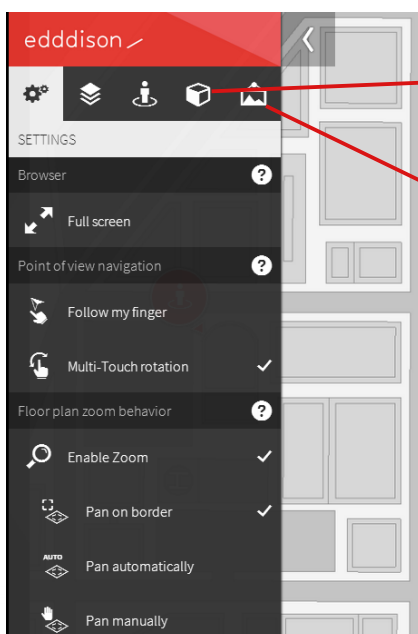 edddison
SETTINGS
Browser
Full screen
Point of view navigation
Follow my finger
Multi-Touch rotation
Floor plan zoom behavior
Enable Zoom
Pan on border
AUTO
Pan automatically
Pan manually